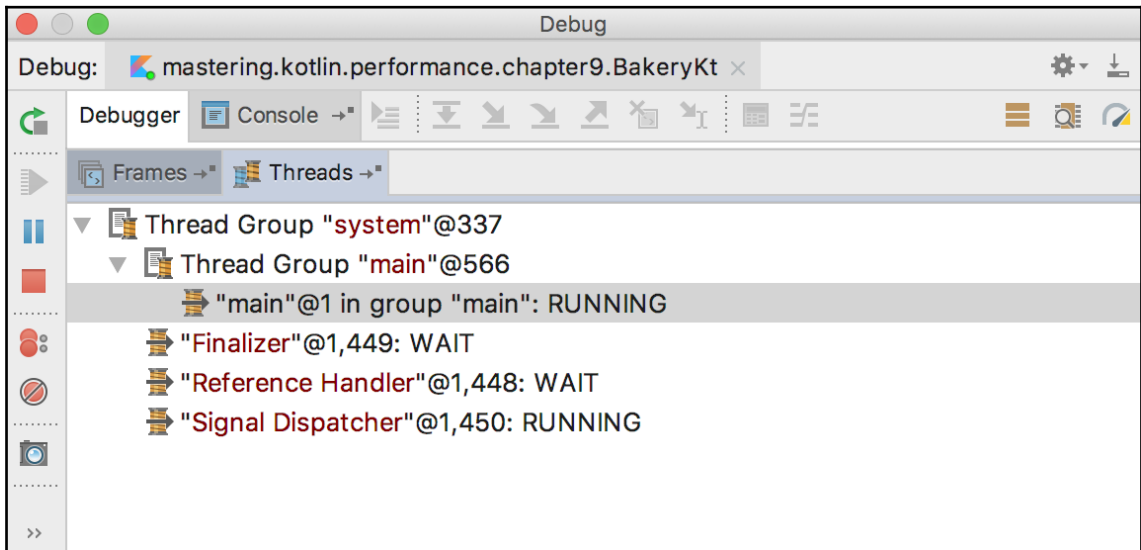 Debug
Debug: mastering.kotlin.performance.chapter9.BakeryKt
Debugger Console
Frames Threads
Thread Group "system"@337
Thread Group "main"@566
"main"@1 in group "main": RUNNING
"Finalizer"@1,449: WAIT
"Reference Handler"@1,448: WAIT
"Signal Dispatcher"@1,450: RUNNING